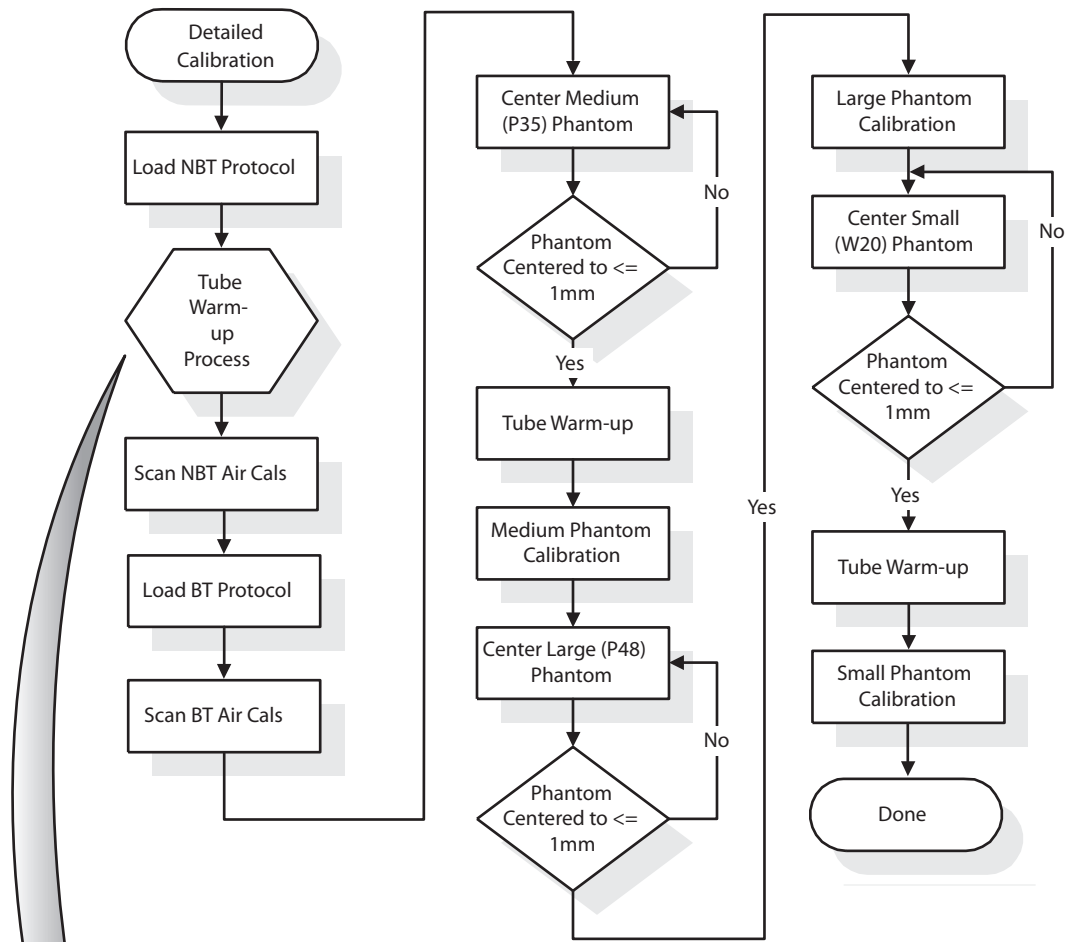 Detailed
Calibration
Load NBT Protocol
Tube
Warm-
up
Process
Scan NBT Air Cals
Load BT Protocol
Scan BT Air Cals
Center Medium
(P35) Phantom
No
Phantom
Centered to <=
1mm
Yes
Tube Warm-up
Medium Phantom
Calibration
Center Large (P48)
Phantom
No
Phantom
Centered to <=
1mm
Yes
Large Phantom
Calibration
Center Small
(W20) Phantom
No
Phantom
Centered to <=
1mm
Yes
Tube Warm-up
Small Phantom
Calibration
Done